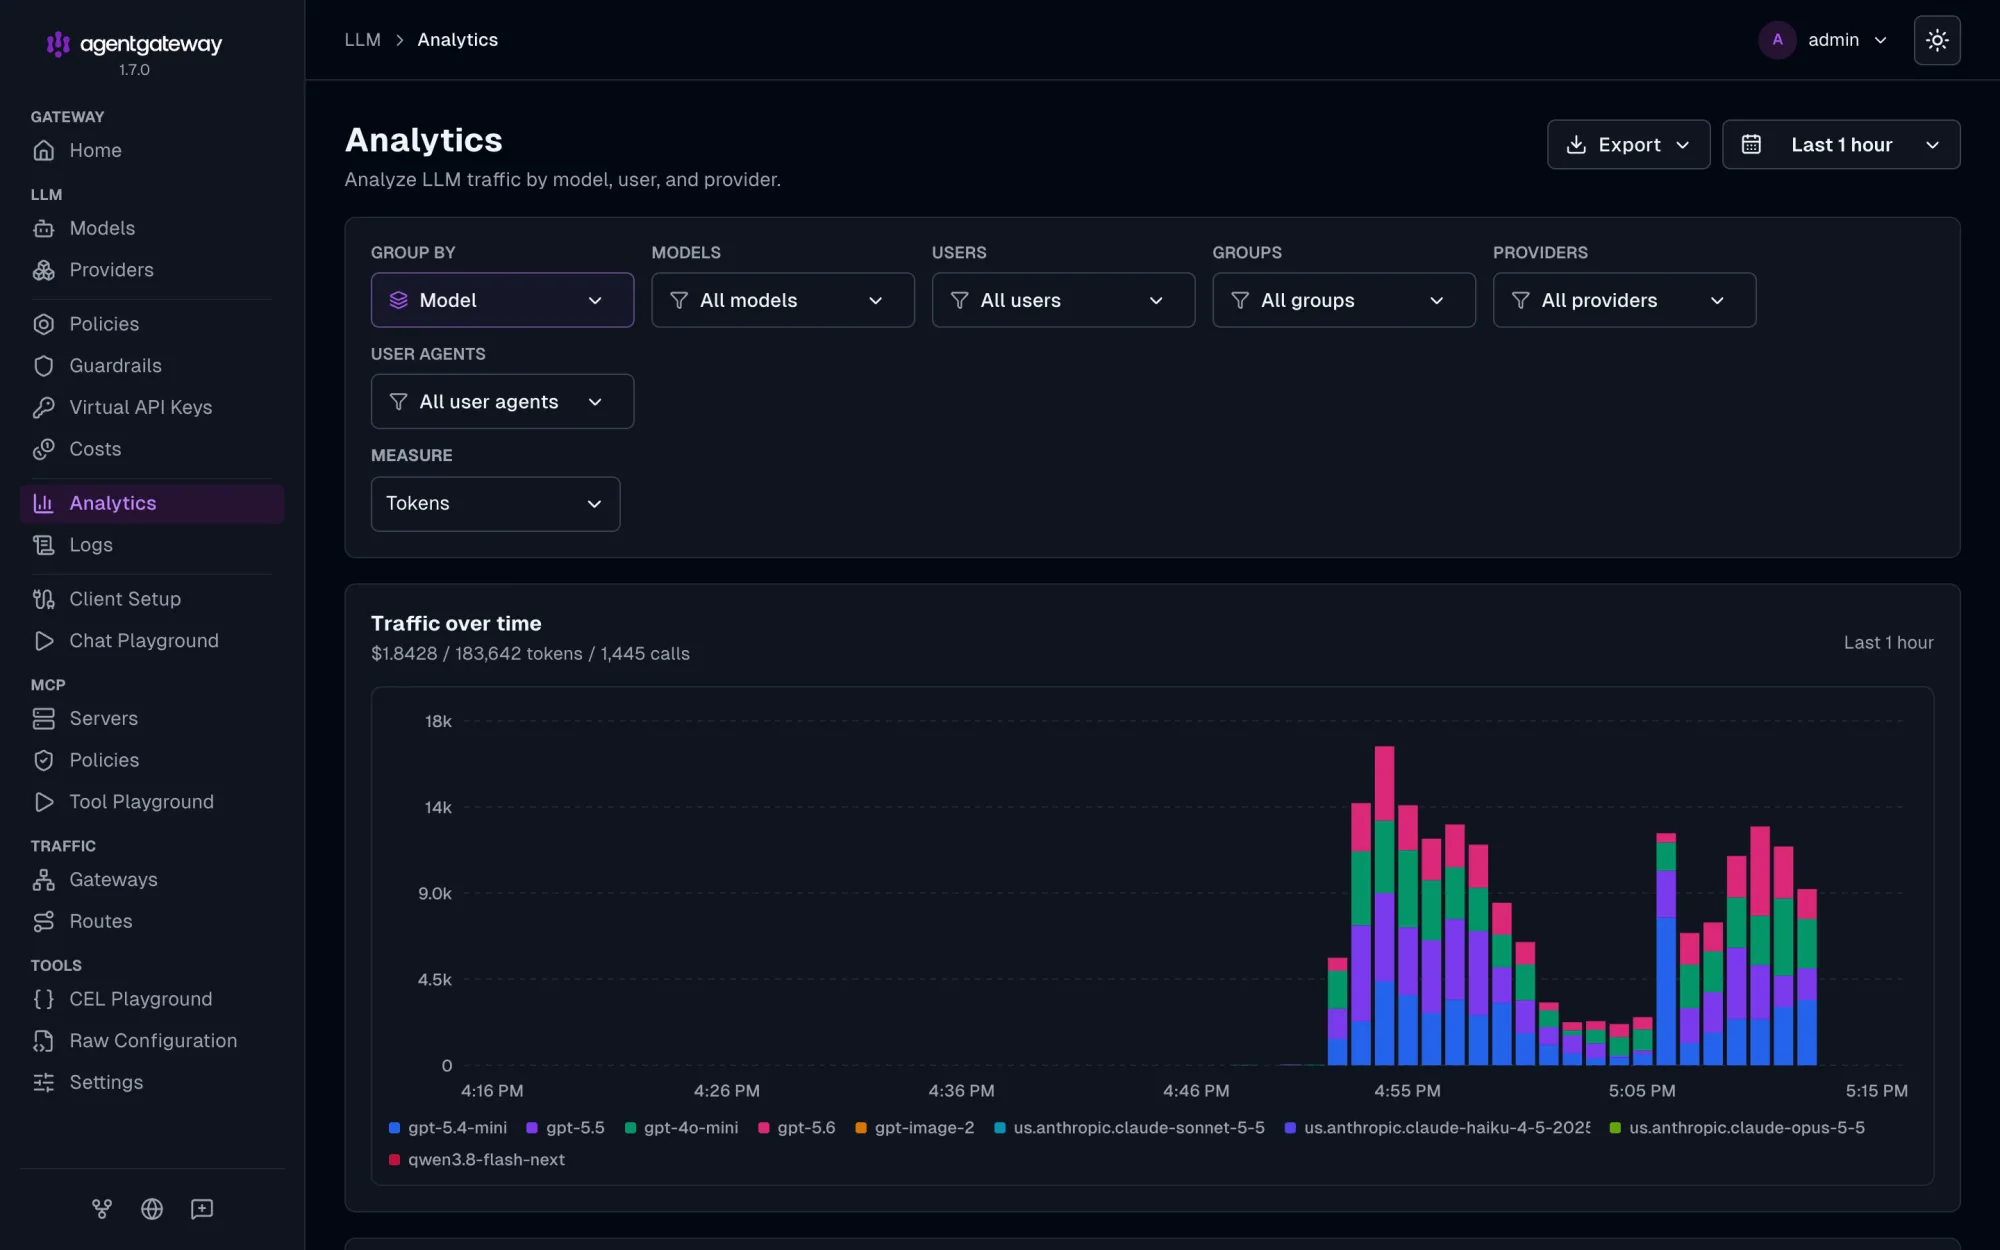 agentgateway
1.7.0
GATEWAY
Home
LLM
Models
Providers
Policies
Guardrails
Virtual API Keys
Costs
Analytics
Logs
Client Setup
Chat Playground
MCP
Servers
Policies
Tool Playground
TRAFFIC
Gateways
Routes
TOOLS
CEL Playground
Raw Configuration
Settings
LLM > Analytics
A admin
Analytics
Analyze LLM traffic by model, user, and provider.
Export
Last 1 hour
GROUP BY MODELS USERS GROUPS PROVIDERS
Model All models All users All groups All providers
USER AGENTS
All user agents
MEASURE
Tokens
Traffic over time
$1.8428 / 183,642 tokens / 1,445 calls
Last 1 hour
18k
14k
9.0k
4.5k
0
4:16 PM 4:26 PM 4:36 PM 4:46 PM 4:55 PM 5:05 PM 5:15 PM
gpt-5.4-mini gpt-5.5 gpt-4o-mini gpt-5.6 gpt-image-2 us.anthropic.claude-sonnet-5-5 us.anthropic.claude-haiku-4-5-2025 us.anthropic.claude-opus-5-5
qwen3.8-flash-next